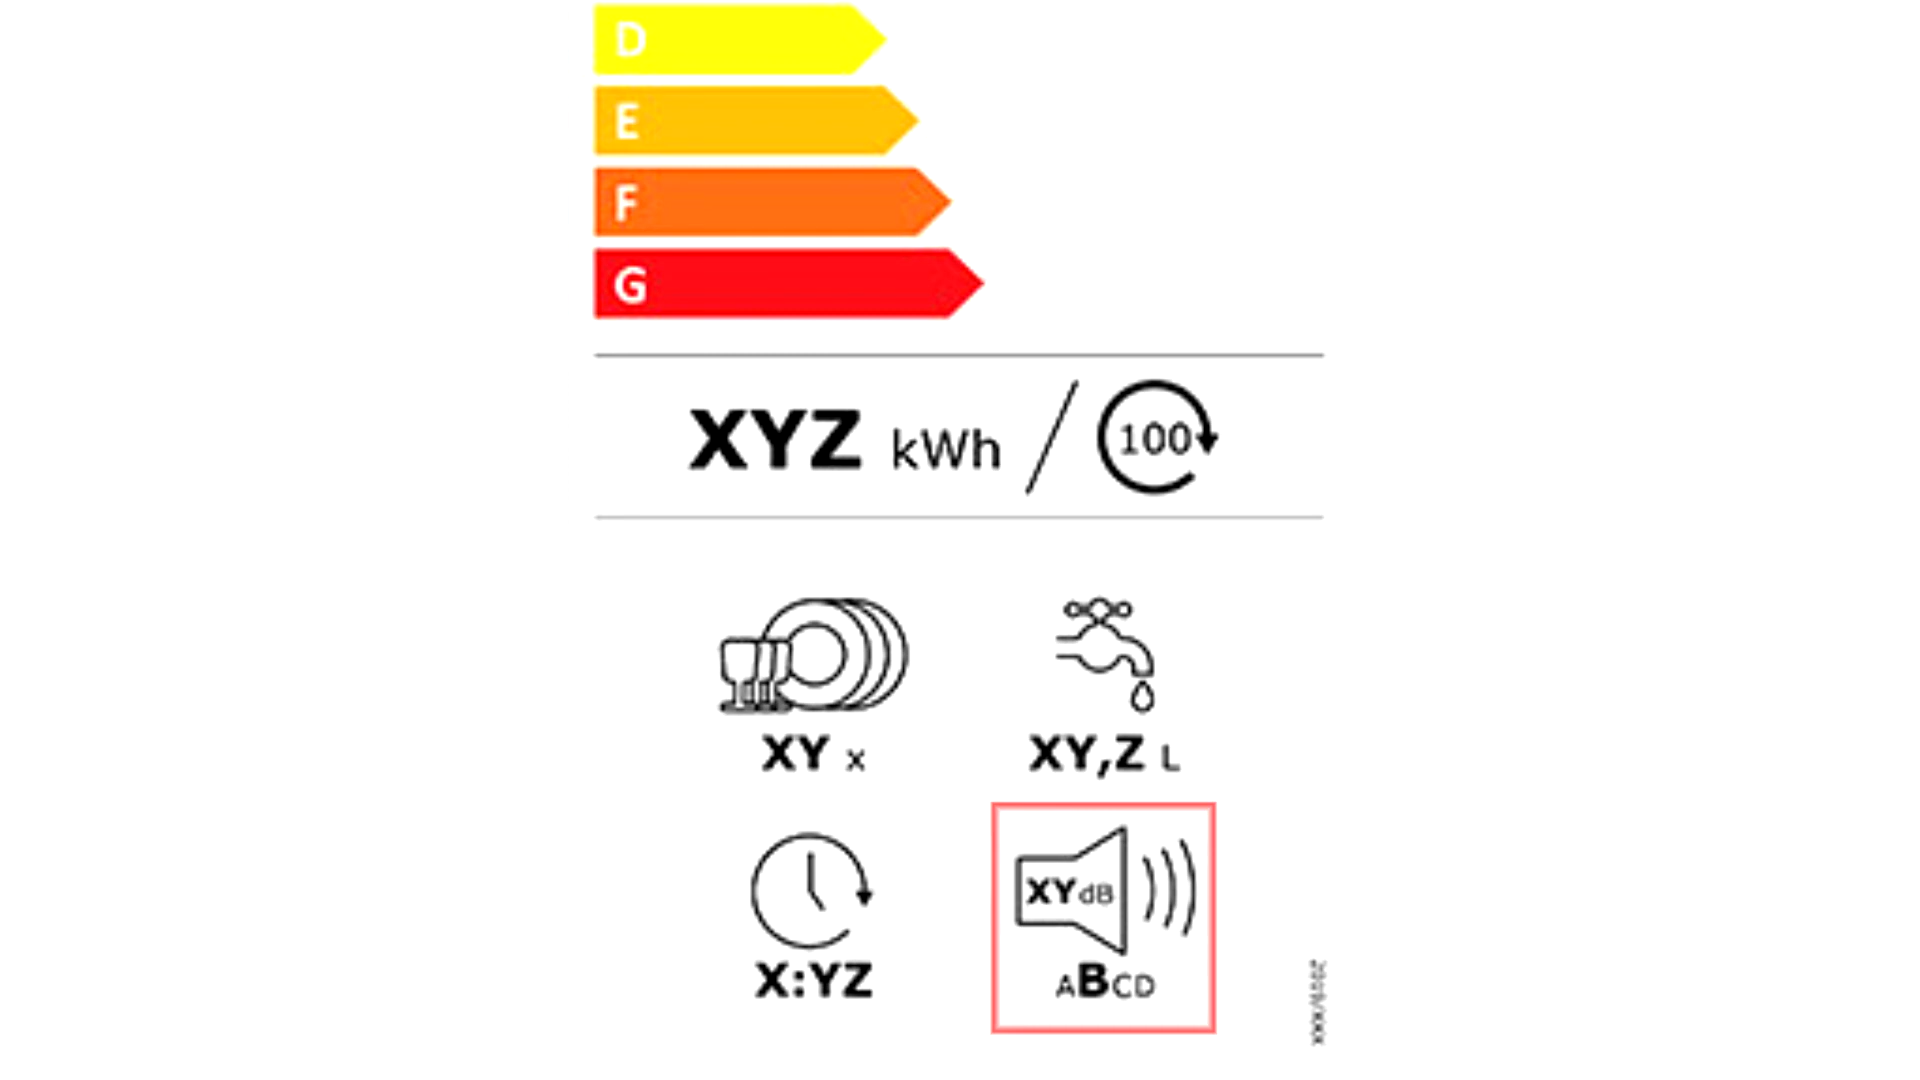 D
E
F
G
XYZ kWh / 100
XY x
XY,Z L
X:YZ
XY dB
ABCD